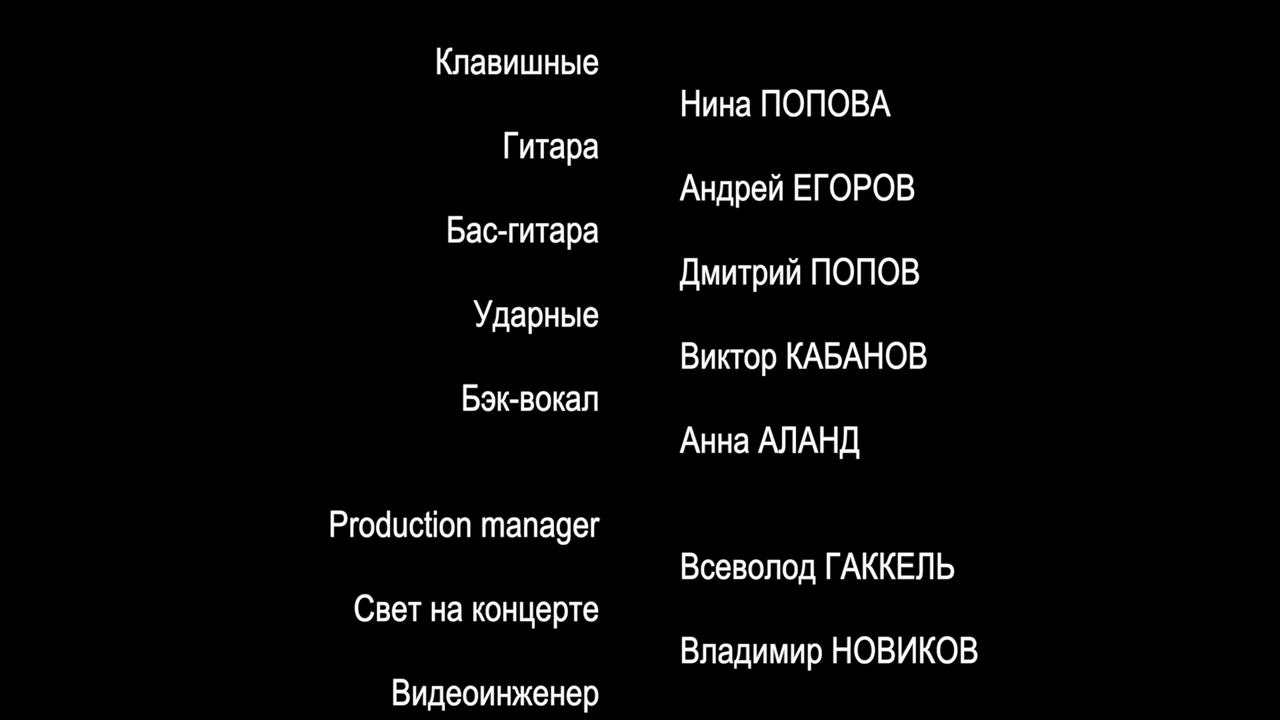 Клавишные
Нина ПОПОВА
Гитара
Андрей ЕГОРОВ
Бас-гитара
Дмитрий ПОПОВ
Ударные
Виктор КАБАНОВ
Бэк-вокал
Анна АЛАНД
Production manager
Всеволод ГАККЕЛЬ
Свет на концерте
Владимир НОВИКОВ
Видеоинженер